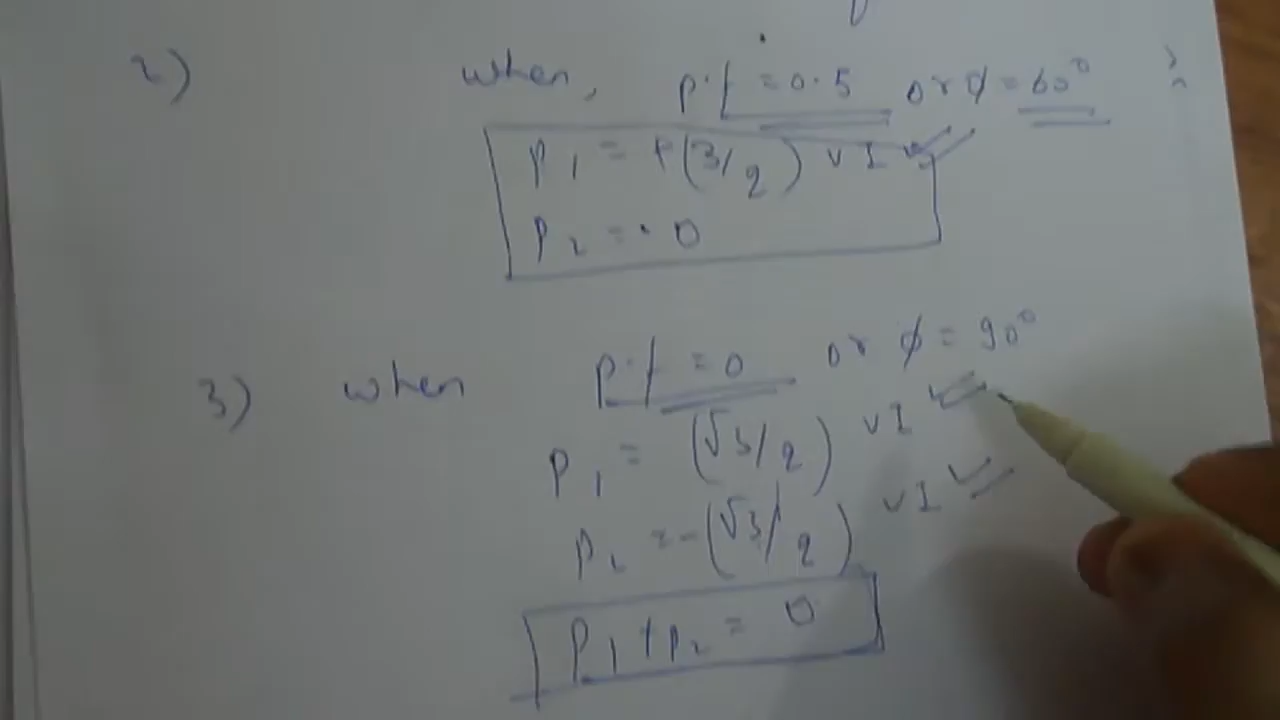 2) when, p.f = 0.5 or φ = 60°
P1 = +(3/2) VI
P2 = 0
3) when p.f = 0 or φ = 90°
P1 = (√3/2) VI
P2 = -(√3/2) VI
P1 + P2 = 0